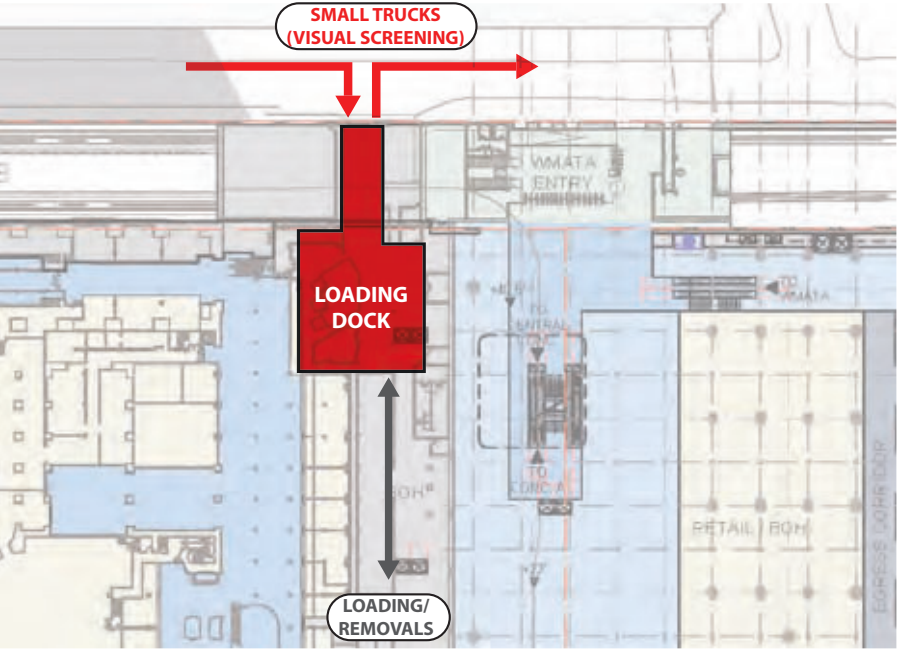 SMALL TRUCKS
(VISUAL SCREENING)
WMATA
ENTRY
LOADING
DOCK
TO
WMATA
TO
CENTRAL
TO
BOH
RETAIL / BOH
EGRESS CORRIDOR
LOADING/
REMOVALS